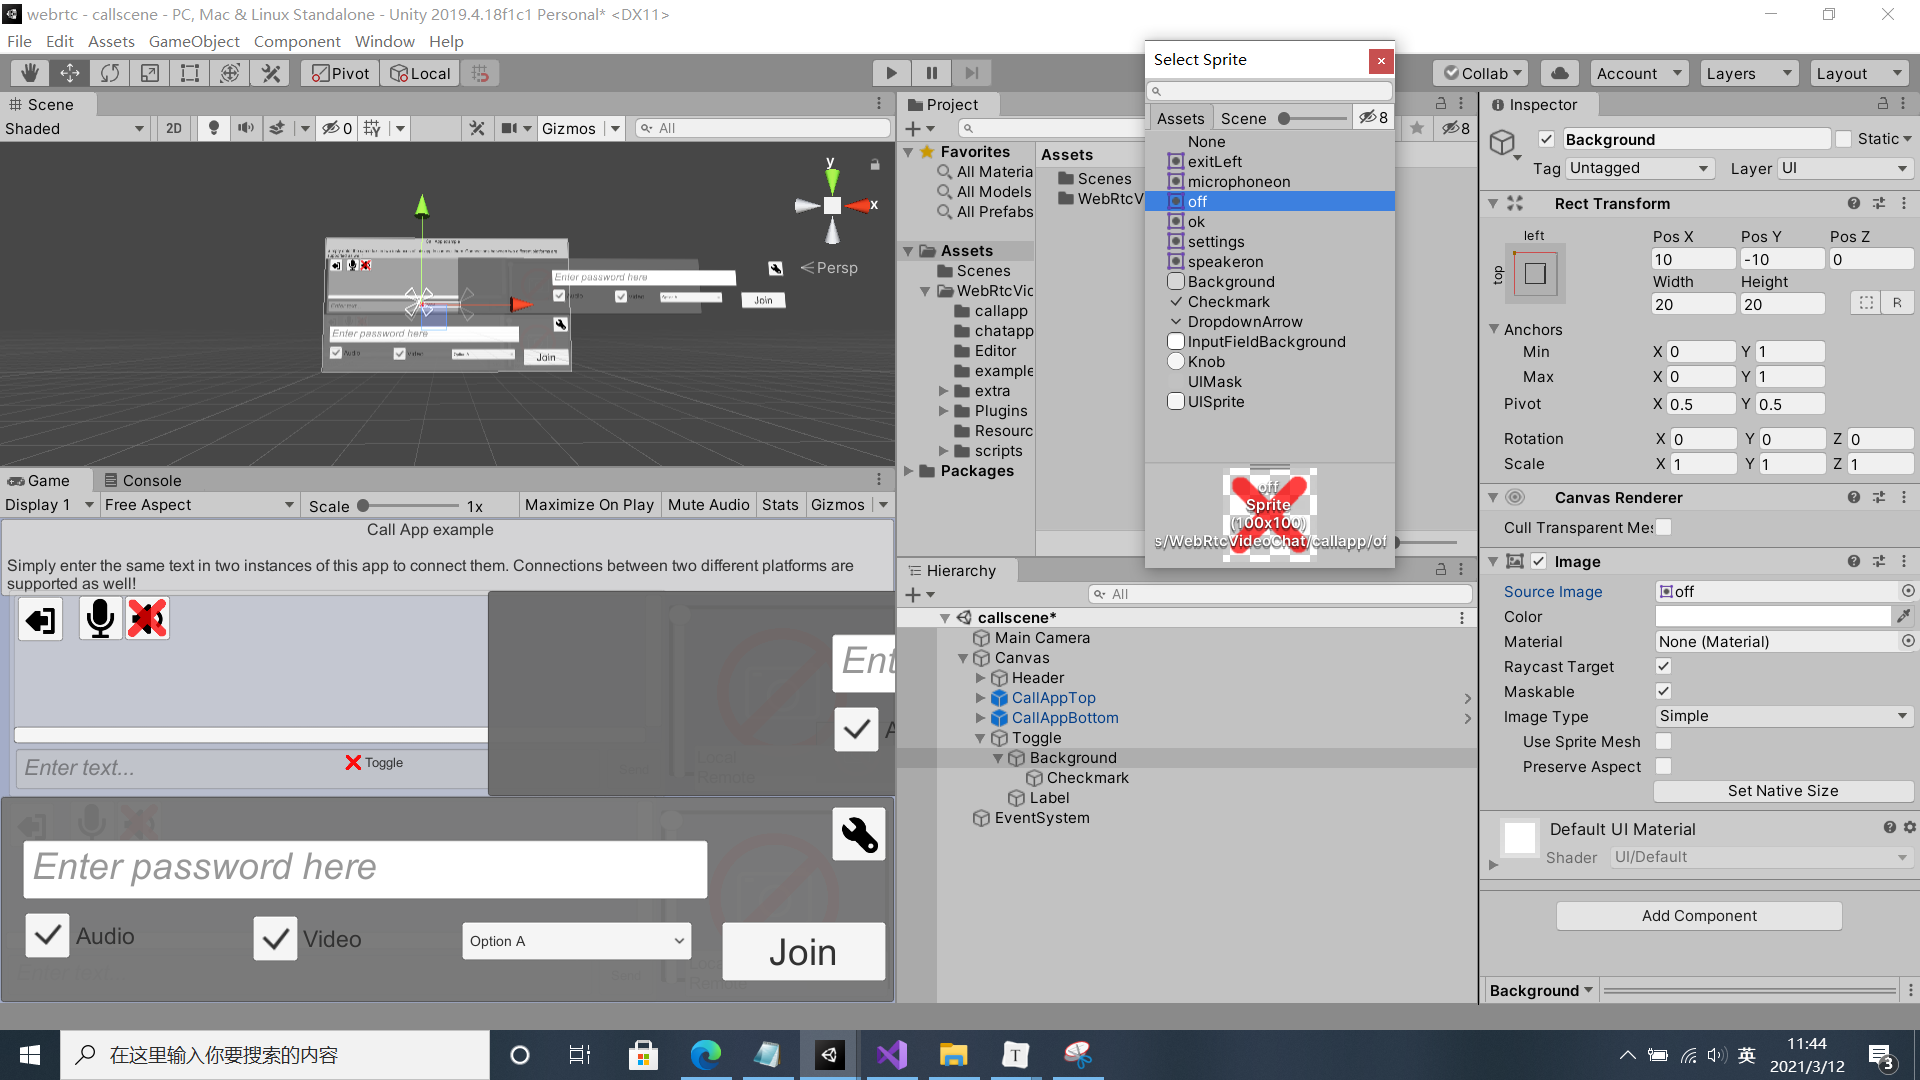 webrtc - callscene - PC, Mac & Linux Standalone - Unity 2019.4.18f1c1 Personal* <DX11>
File Edit Assets GameObject Component Window Help
Pivot Local
Collab Account Layers Layout
Scene
Shaded 2D 0 Gizmos All
y
x
Persp
Enter password here
Join
Enter password here
Audio Video Option A Join
Game Console
Display 1 Free Aspect Scale 1x Maximize On Play Mute Audio Stats Gizmos
Call App example
Simply enter the same text in two instances of this app to connect them. Connections between two different platforms are
supported as well!
Ent
A
Local
Remote
Send
Enter text...
Toggle
Enter password here
Audio
Video
Option A
Join
Project
8
Favorites
All Materia
All Models
All Prefabs
Assets
Scenes
WebRtcVic
callapp
chatapp
Editor
example
extra
Plugins
Resourc
scripts
Packages
Assets
Scenes
WebRtcV
Select Sprite
Assets Scene 8
None
exitLeft
microphoneon
off
ok
settings
speakeron
Background
Checkmark
DropdownArrow
InputFieldBackground
Knob
UIMask
UISprite
off
Sprite
(100x100)
s/WebRtcVideoChat/callapp/of
Hierarchy
All
callscene*
Main Camera
Canvas
Header
CallAppTop
CallAppBottom
Toggle
Background
Checkmark
Label
EventSystem
Inspector
Background Static
Tag Untagged Layer UI
Rect Transform
left
top
Pos X Pos Y Pos Z
10 -10 0
Width Height
20 20 R
Anchors
Min X 0 Y 1
Max X 0 Y 1
Pivot X 0.5 Y 0.5
Rotation X 0 Y 0 Z 0
Scale X 1 Y 1 Z 1
Canvas Renderer
Cull Transparent Mes
Image
Source Image off
Color
Material None (Material)
Raycast Target
Maskable
Image Type Simple
Use Sprite Mesh
Preserve Aspect
Set Native Size
Default UI Material
Shader UI/Default
Add Component
Background
在这里输入你要搜索的内容
T
英
11:44
2021/3/12
3